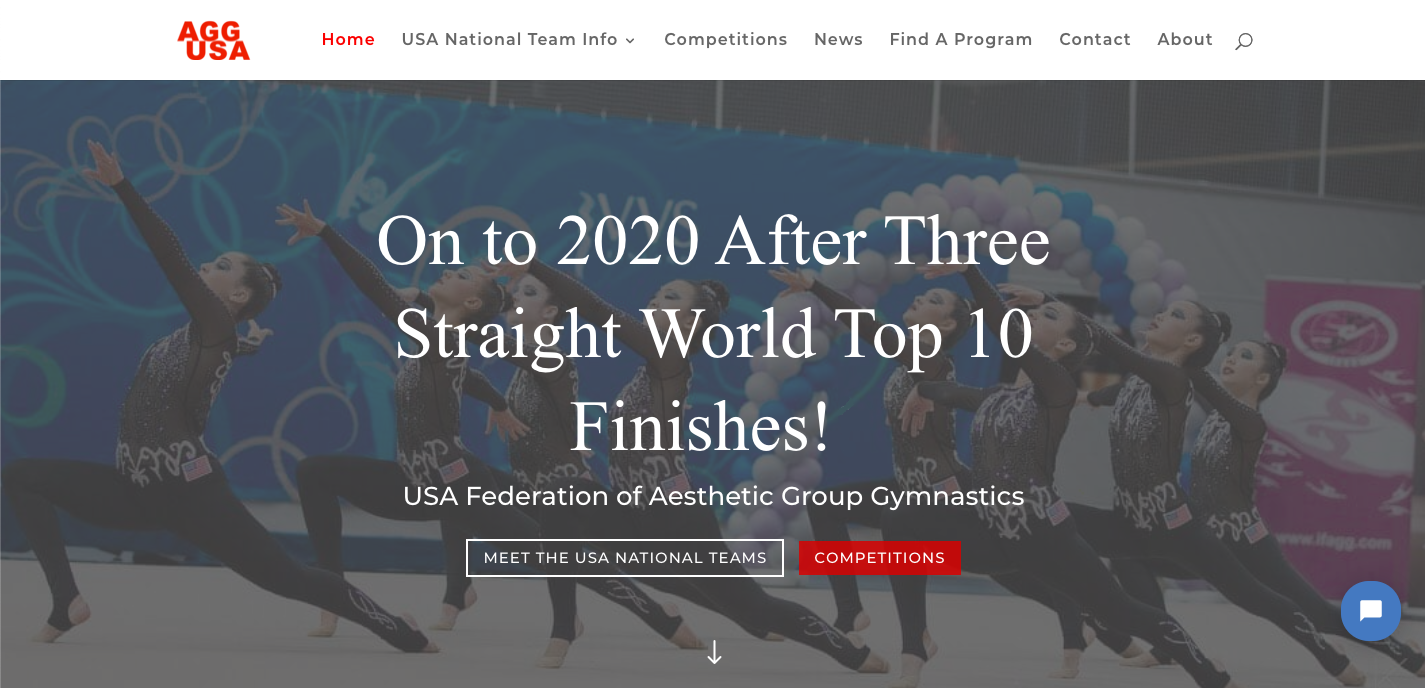 AGG
USA
Home
USA National Team Info
Competitions
News
Find A Program
Contact
About
On to 2020 After Three
Straight World Top 10
Finishes!
USA Federation of Aesthetic Group Gymnastics
MEET THE USA NATIONAL TEAMS
COMPETITIONS
www.ifagg.com